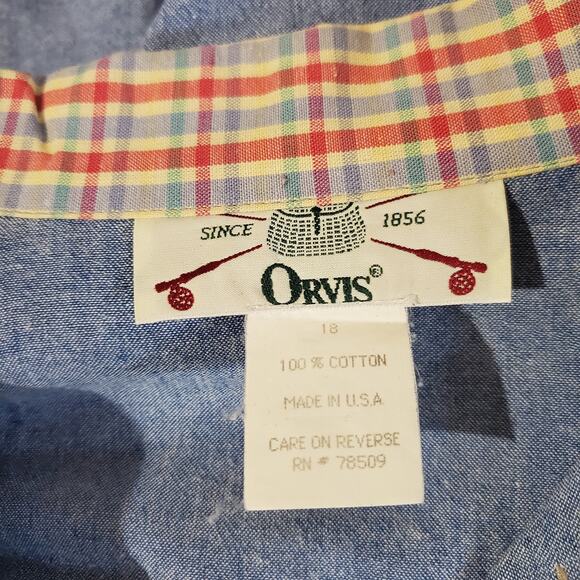 SINCE 1856
ORVIS®
18
100% COTTON
MADE IN U.S.A
CARE ON REVERSE
RN # 78509